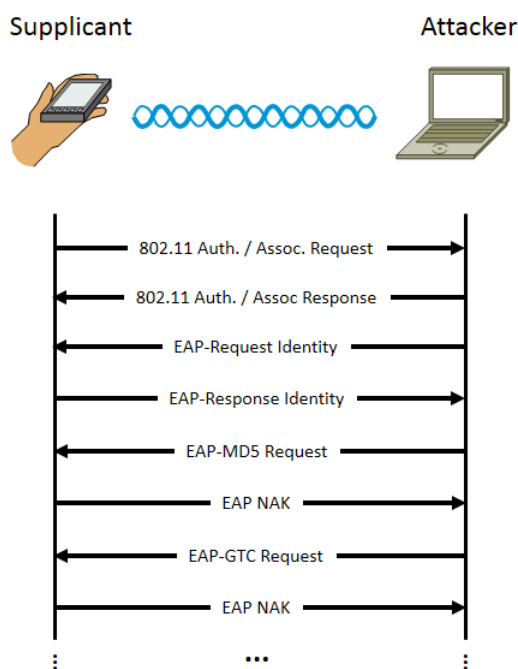 Supplicant
Attacker
802.11 Auth. / Assoc. Request
802.11 Auth. / Assoc Response
EAP-Request Identity
EAP-Response Identity
EAP-MD5 Request
EAP NAK
EAP-GTC Request
EAP NAK
...